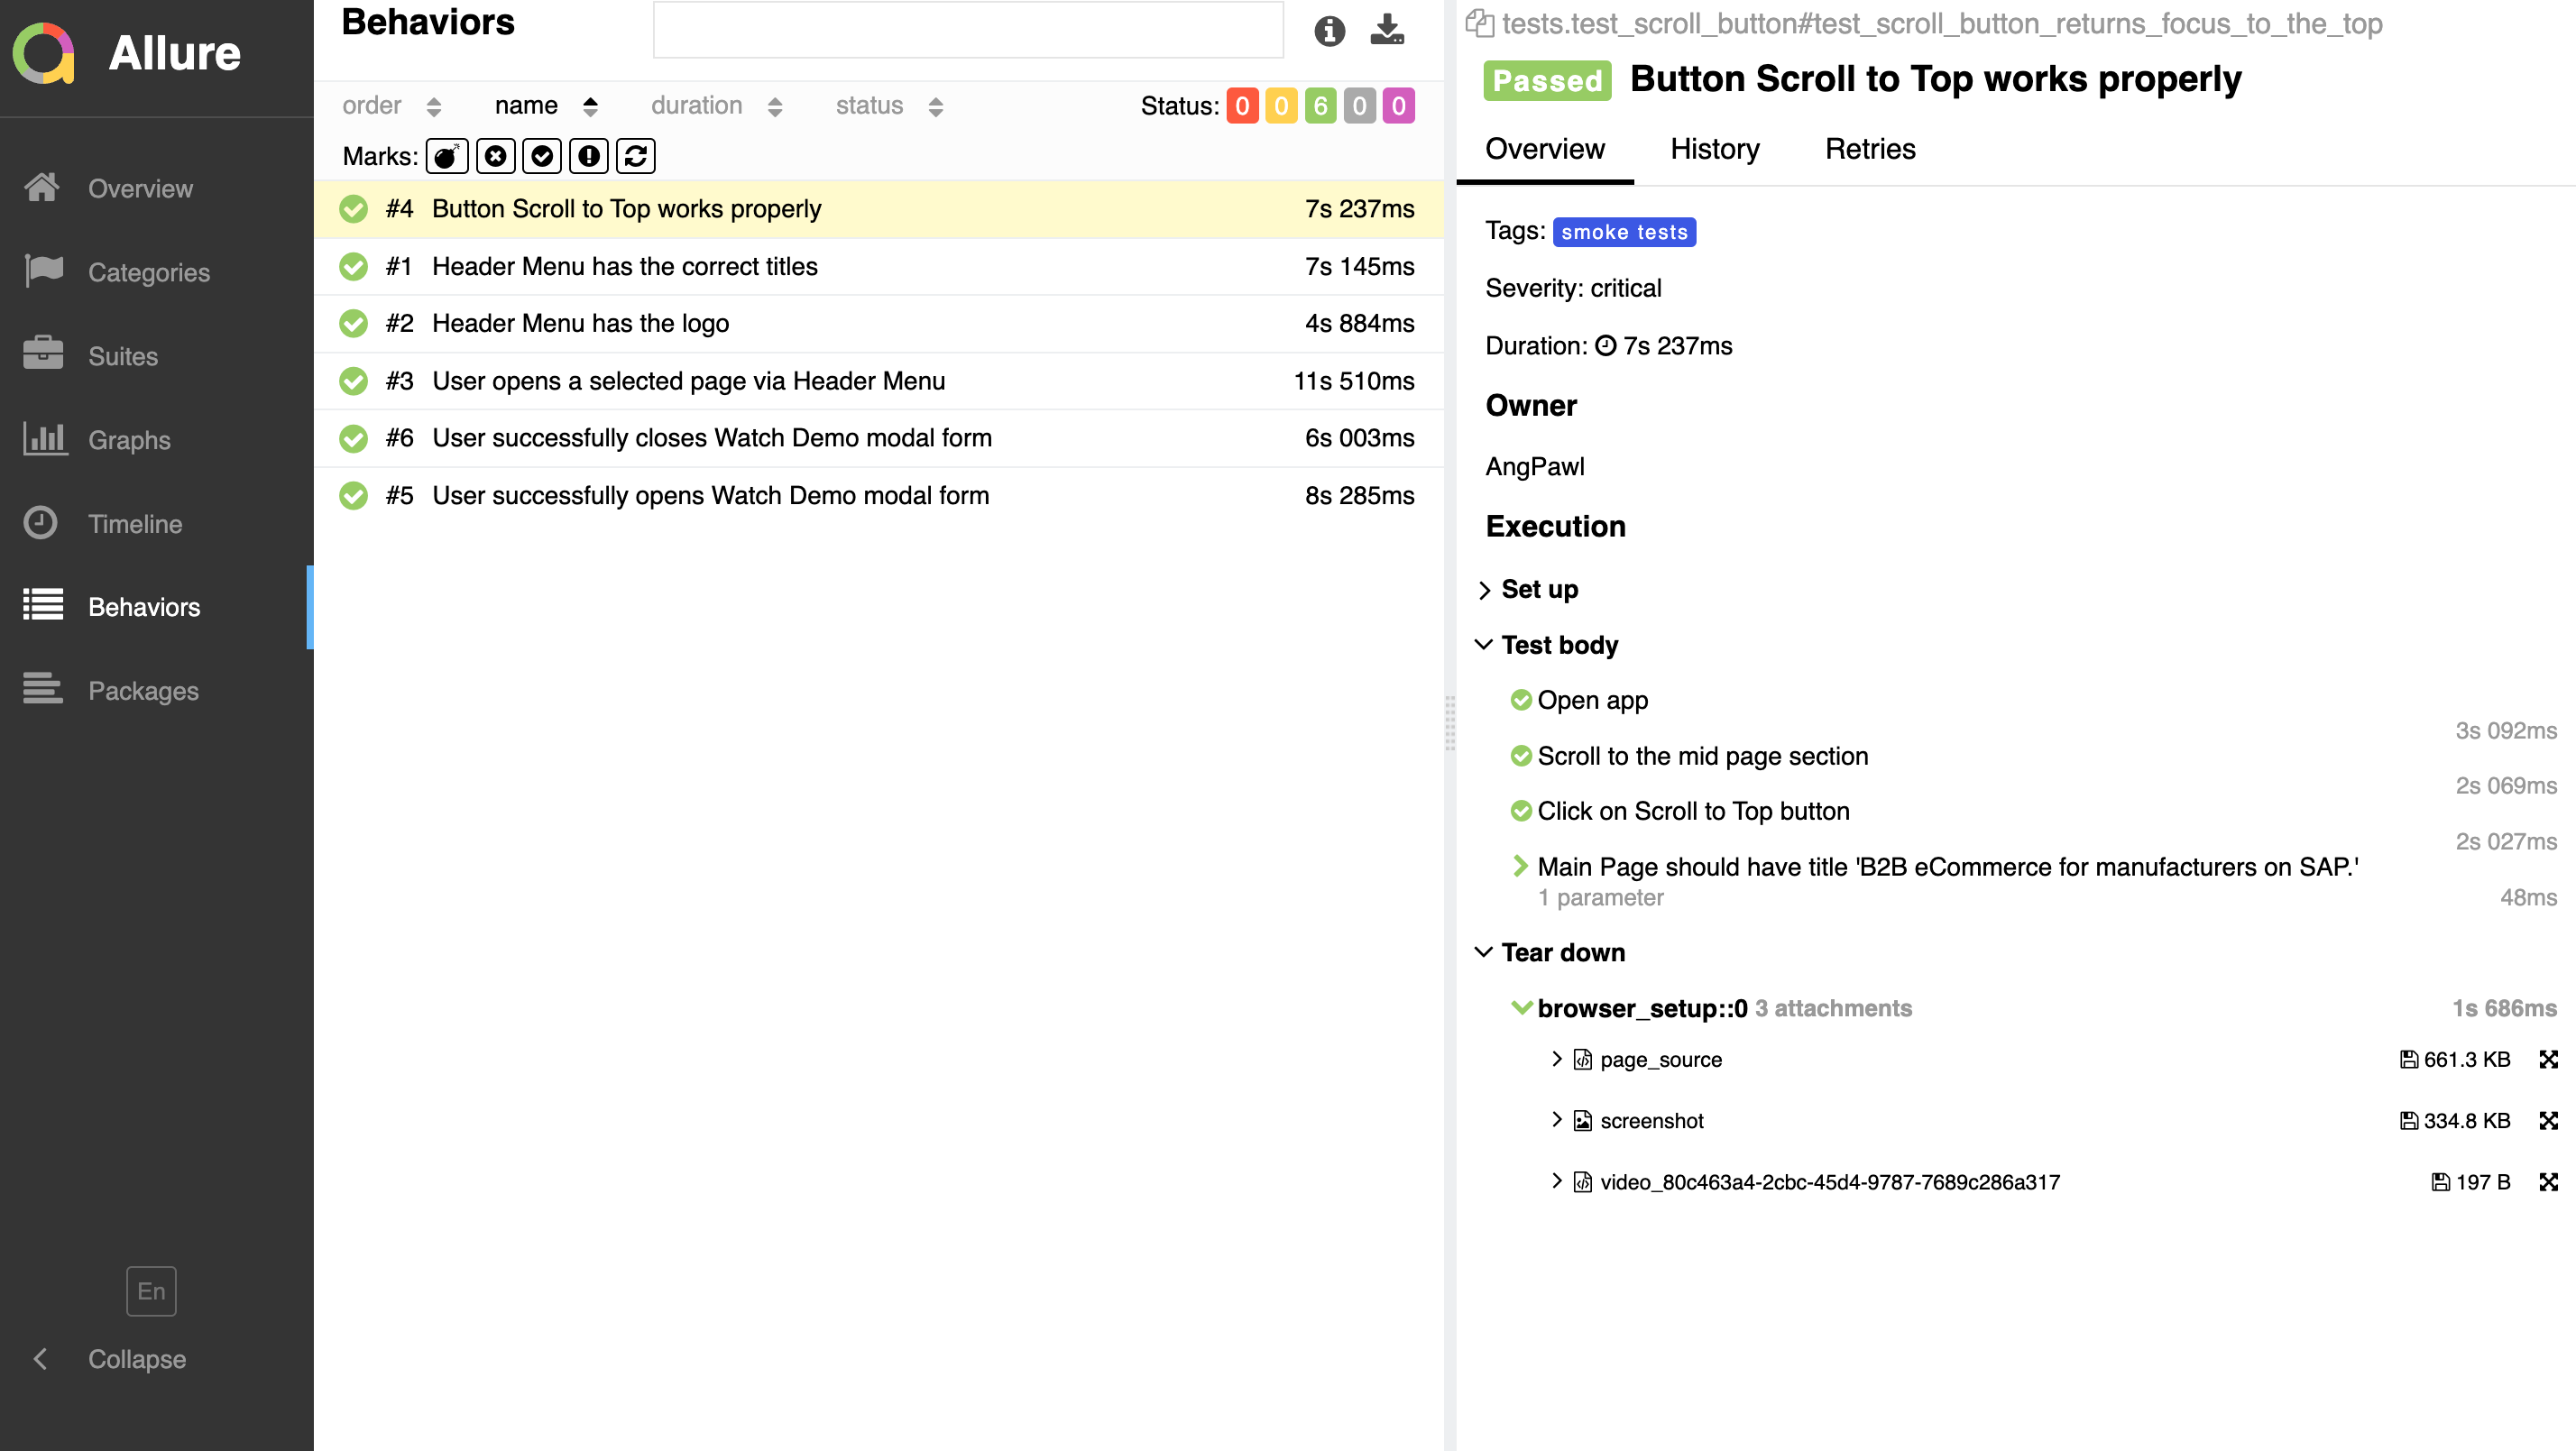 Allure
Overview
Categories
Suites
Graphs
Timeline
Behaviors
Packages
En
Collapse
Behaviors
order name duration status Status: 0 0 6 0 0
Marks:
#4 Button Scroll to Top works properly 7s 237ms
#1 Header Menu has the correct titles 7s 145ms
#2 Header Menu has the logo 4s 884ms
#3 User opens a selected page via Header Menu 11s 510ms
#6 User successfully closes Watch Demo modal form 6s 003ms
#5 User successfully opens Watch Demo modal form 8s 285ms
tests.test_scroll_button#test_scroll_button_returns_focus_to_the_top
Passed Button Scroll to Top works properly
Overview History Retries
Tags: smoke tests
Severity: critical
Duration: 7s 237ms
Owner
AngPawl
Execution
Set up
Test body
Open app
3s 092ms
Scroll to the mid page section
2s 069ms
Click on Scroll to Top button
2s 027ms
Main Page should have title 'B2B eCommerce for manufacturers on SAP.'
1 parameter 48ms
Tear down
browser_setup::0 3 attachments 1s 686ms
page_source 661.3 KB
screenshot 334.8 KB
video_80c463a4-2cbc-45d4-9787-7689c286a317 197 B